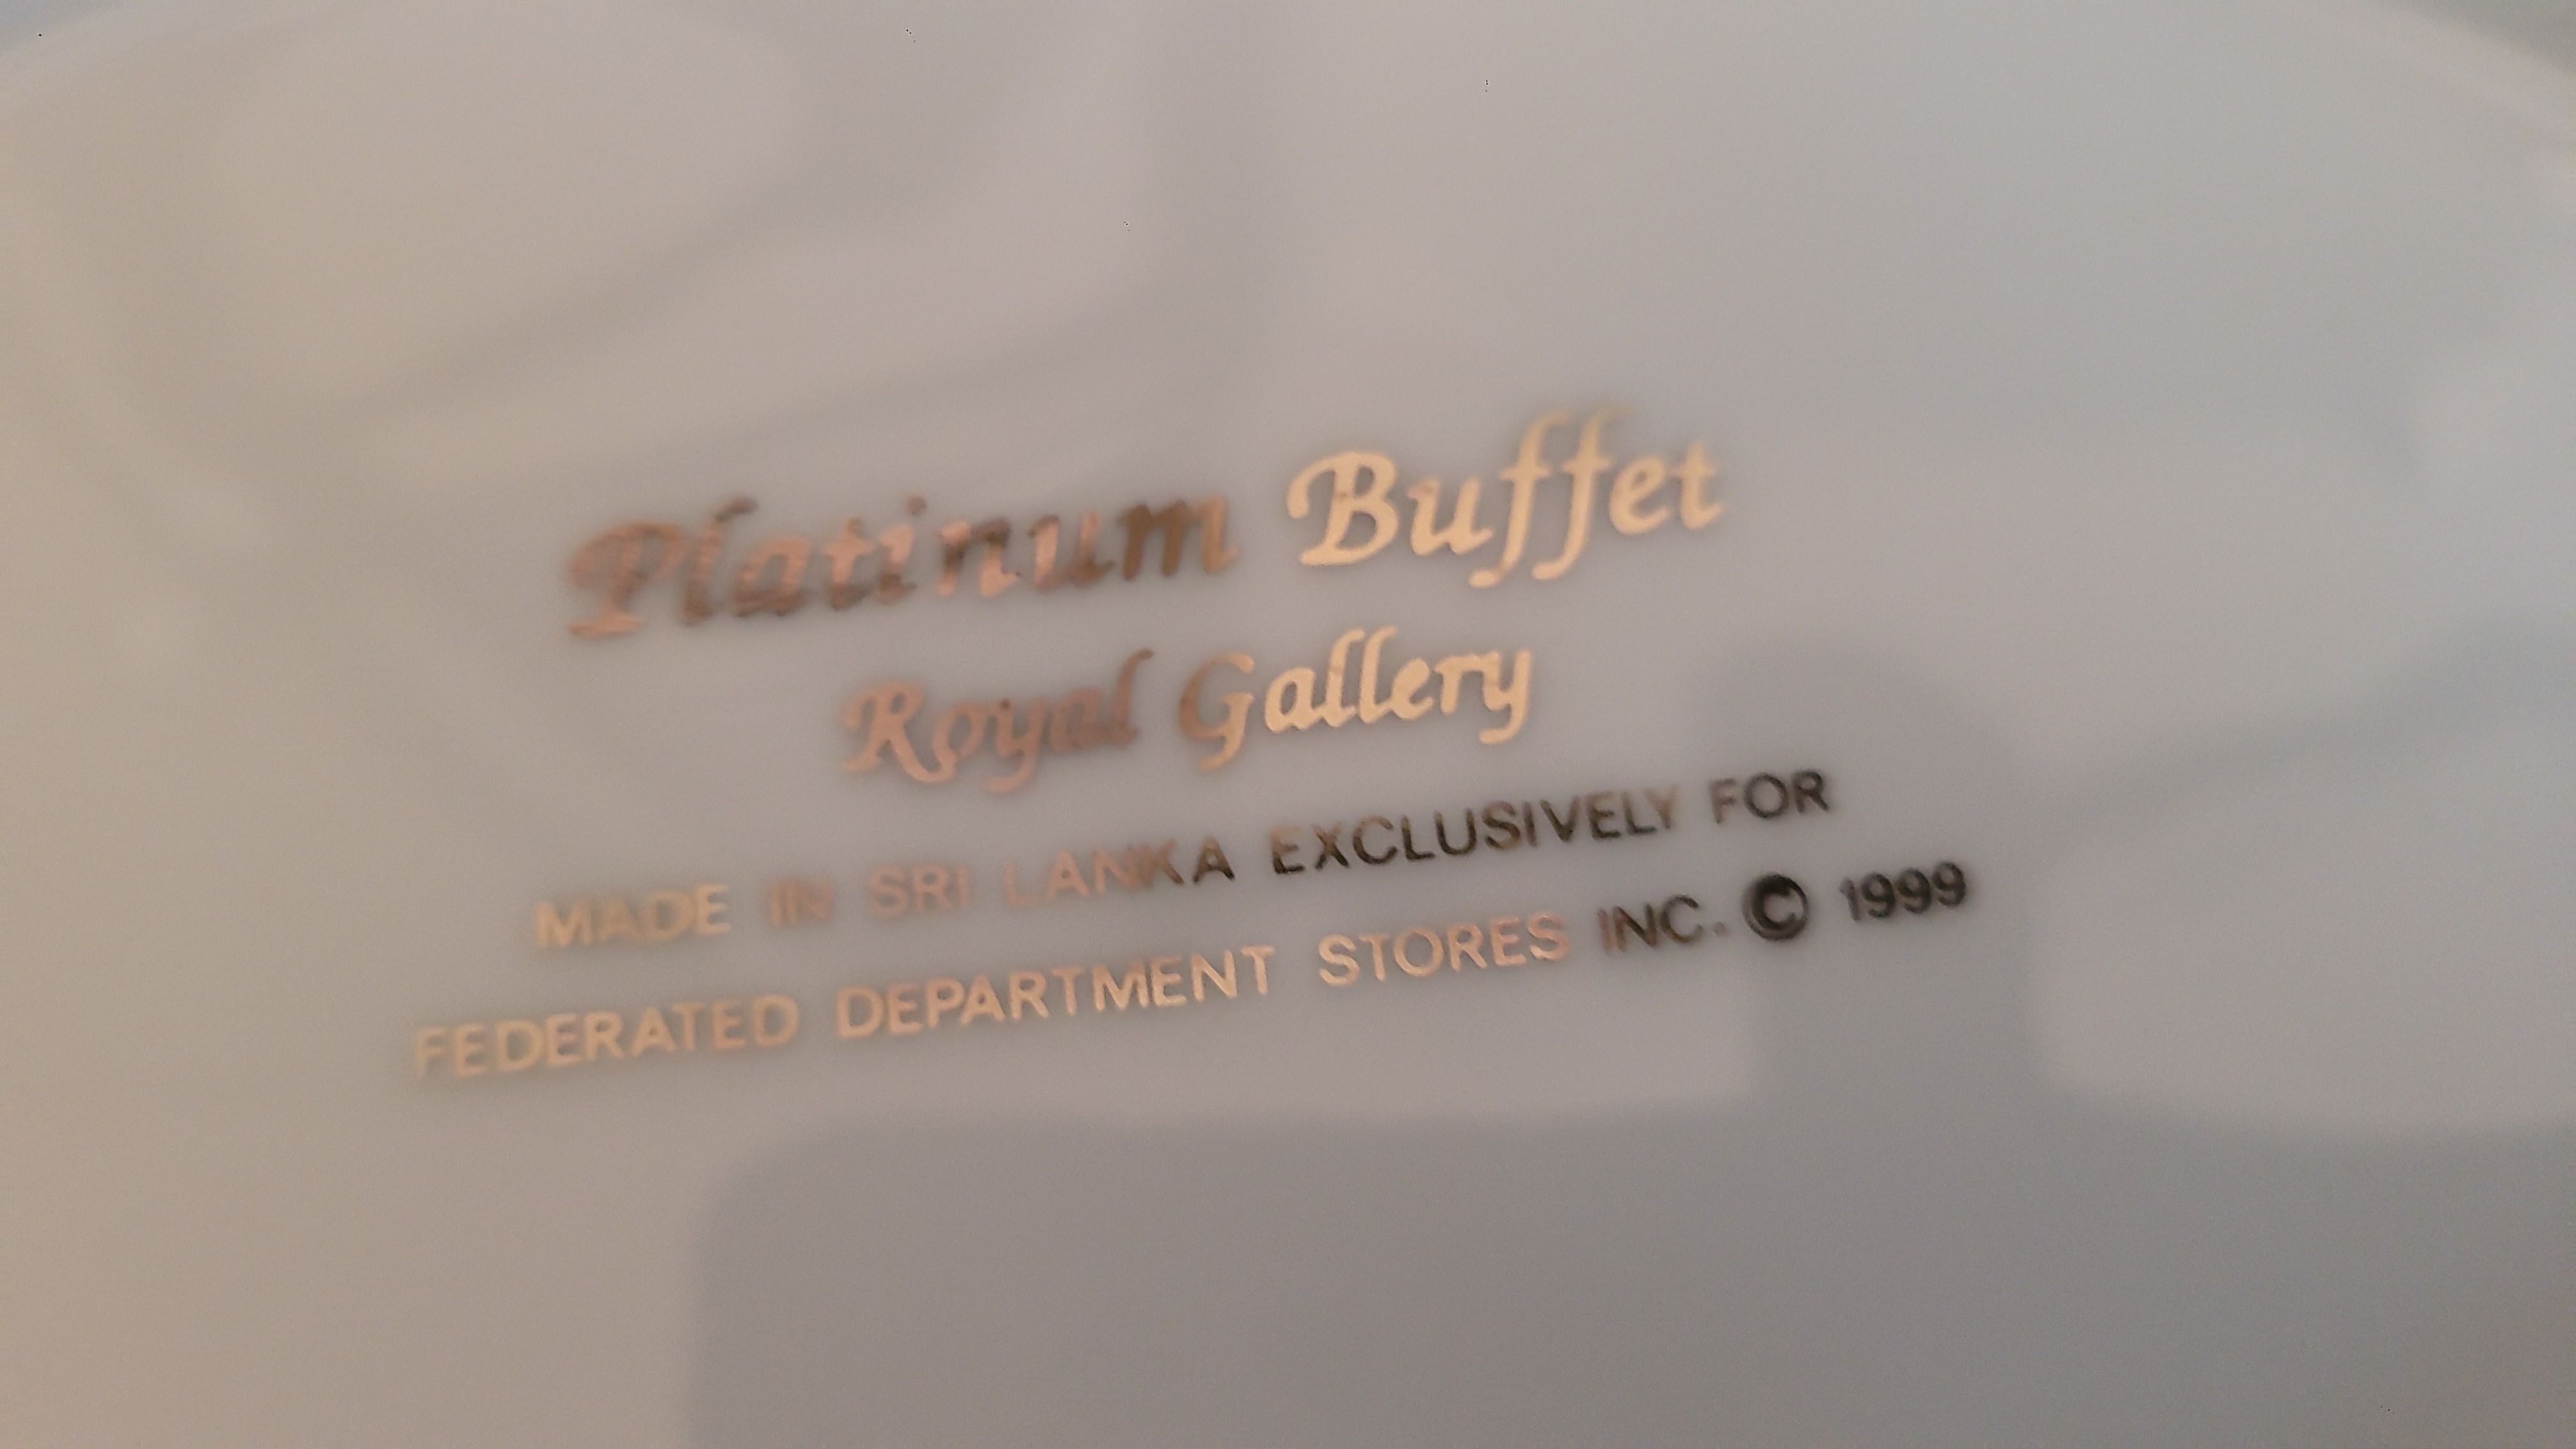 Platinum Buffet
Royal Gallery
MADE IN SRI LANKA EXCLUSIVELY FOR
FEDERATED DEPARTMENT STORES INC. © 1999